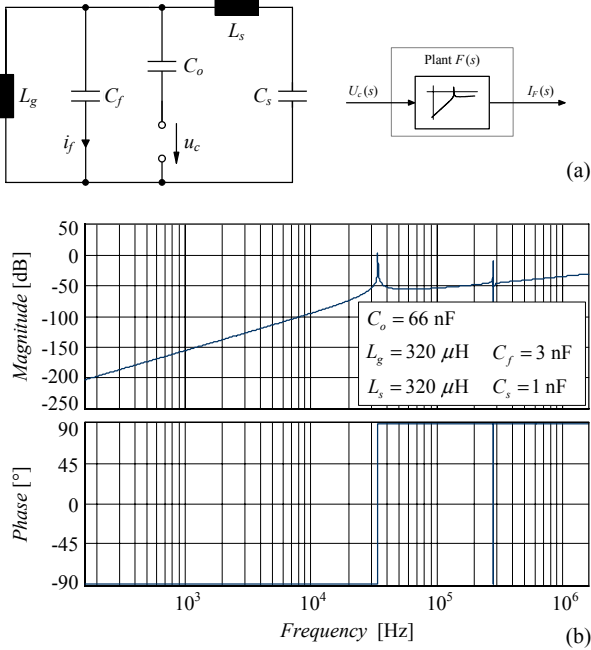 L_s
C_o
L_g
C_f
C_s
i_f
u_c
Plant F(s)
U_c(s)
I_F(s)
(a)
Magnitude [dB]
50
0
-50
-100
-150
-200
-250
C_o = 66 nF
L_g = 320 μH C_f = 3 nF
L_s = 320 μH C_s = 1 nF
Phase [°]
90
45
0
-45
-90
10^3
10^4
10^5
10^6
Frequency [Hz]
(b)